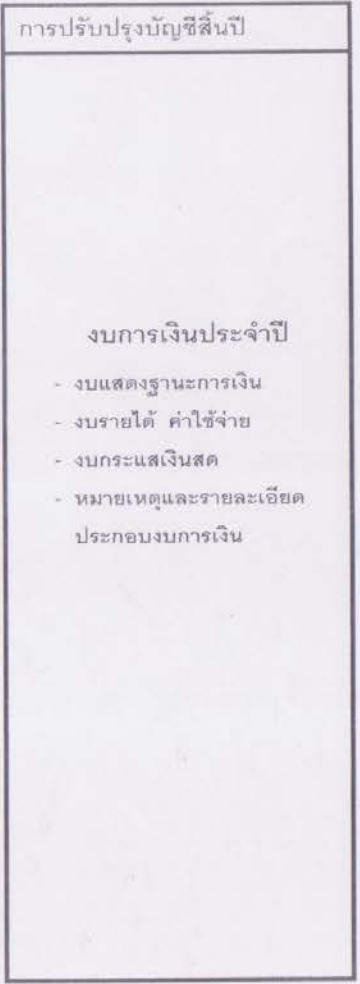 การปรับปรุงบัญชีสิ้นปี
งบการเงินประจำปี
- งบแสดงฐานะการเงิน
- งบรายได้ ค่าใช้จ่าย
- งบกระแสเงินสด
- หมายเหตุและรายละเอียด
ประกอบงบการเงิน